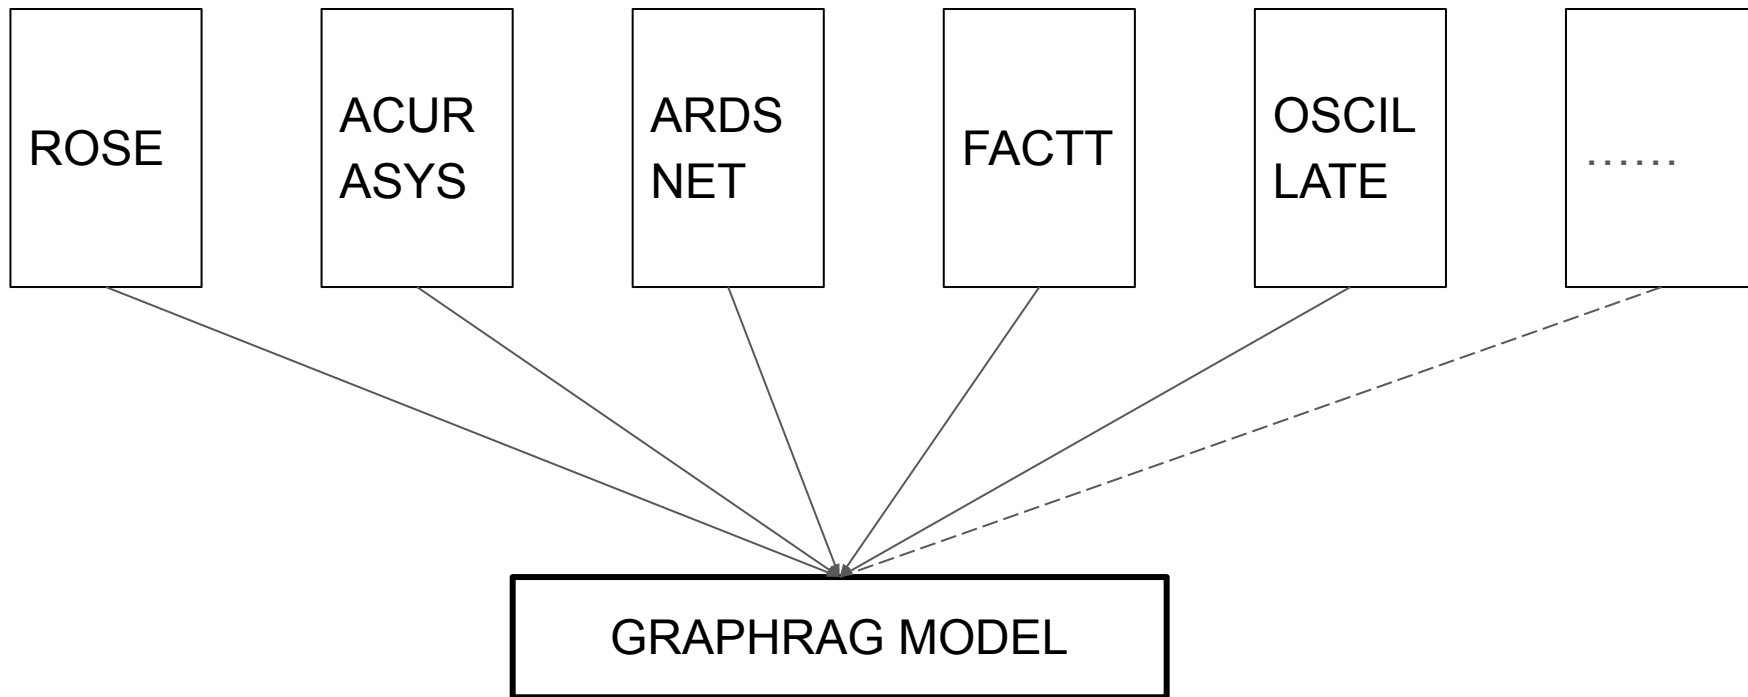 ROSE
ACUR
ASYS
ARDS
NET
FACTT
OSCIL
LATE
......
GRAPHRAG MODEL